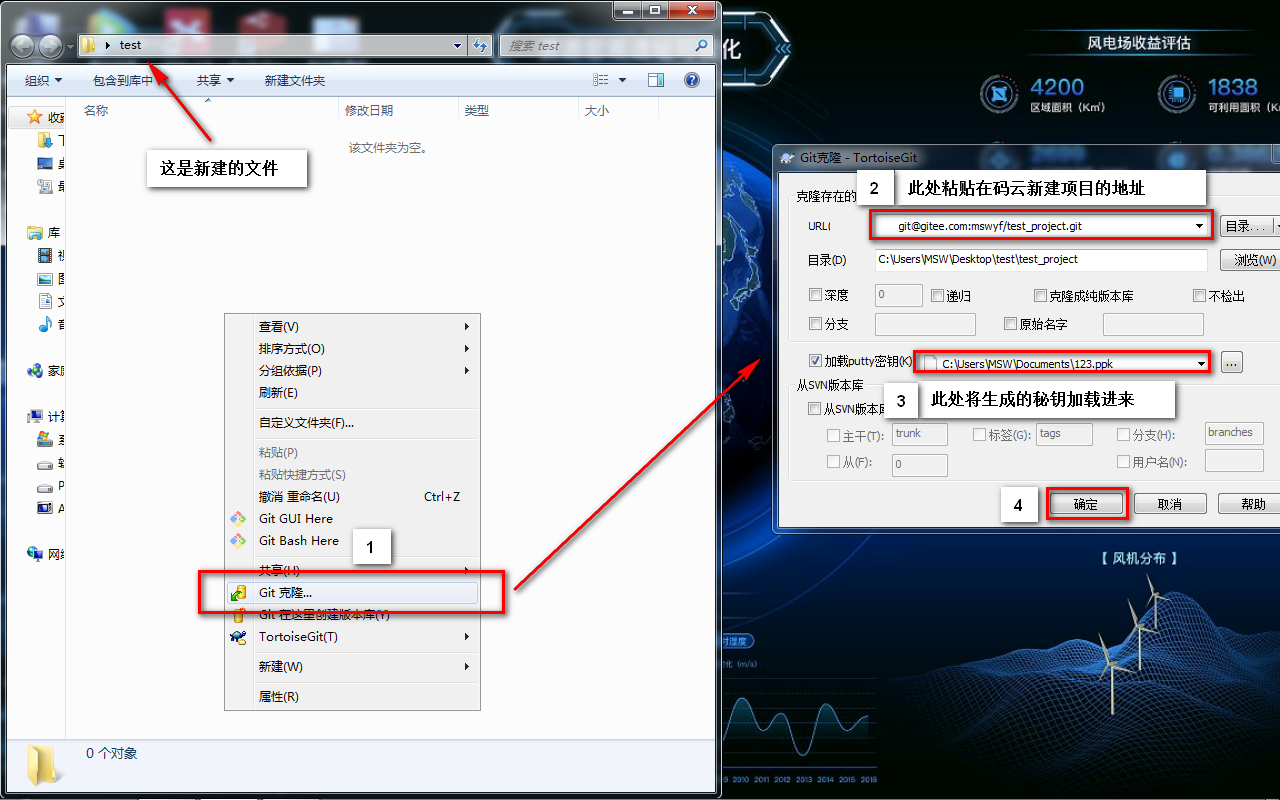 test
搜索 test
组织
包含到库中
共享
新建文件夹
名称
修改日期
类型
大小
该文件夹为空。
这是新建的文件
库
查看(V)
排序方式(O)
分组依据(P)
刷新(E)
自定义文件夹(F)...
粘贴(P)
粘贴快捷方式(S)
撤消 重命名(U) Ctrl+Z
Git GUI Here
Git Bash Here
1
共享(H)
Git 克隆...
Git 在这里创建版本库(Y)
TortoiseGit(T)
新建(W)
属性(R)
0 个对象
化
风电场收益评估
4200
区域面积（Km²）
1838
可利用面积
Git克隆 - TortoiseGit
克隆存在的
2
此处粘贴在码云新建项目的地址
URL(
git@gitee.com:mswyf/test_project.git
目录...
目录(D)
C:\Users\MSW\Desktop\test\test_project
浏览(W)
深度
0
递归
克隆成纯版本库
不检出
分支
原始名字
加载putty密钥(K)
C:\Users\MSW\Documents\123.ppk
...
从SVN版本库
从SVN版本库
3
此处将生成的秘钥加载进来
主干(T):
trunk
标签(G):
tags
分支(H):
branches
从(F):
0
用户名(N):
4
确定
取消
帮助
【 风机分布 】
湿度
(m/s)
9 2010 2011 2012 2013 2014 2015 2016